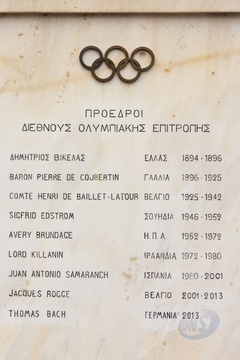 ΠΡΟΕΔΡΟΙ
ΔΙΕΘΝΟΥΣ ΟΛΥΜΠΙΑΚΗΣ ΕΠΙΤΡΟΠΗΣ
ΔΗΜΗΤΡΙΟΣ ΒΙΚΕΛΑΣ ΕΛΛΑΣ 1894-1896
BARON PIERRE DE COUBERTIN ΓΑΛΛΙΑ 1896-1925
COMTE HENRI DE BAILLET-LATOUR ΒΕΛΓΙΟ 1925-1942
SIGFRID EDSTROM ΣΟΥΗΔΙΑ 1946-1952
AVERY BRUNDAGE Η.Π.Α. 1952-1972
LORD KILLANIN ΙΡΛΑΝΔΙΑ 1972-1980
JUAN ANTONIO SAMARANCH ΙΣΠΑΝΙΑ 1980-2001
JACQUES ROGGE ΒΕΛΓΙΟ 2001-2013
THOMAS BACH ΓΕΡΜΑΝΙΑ 2013